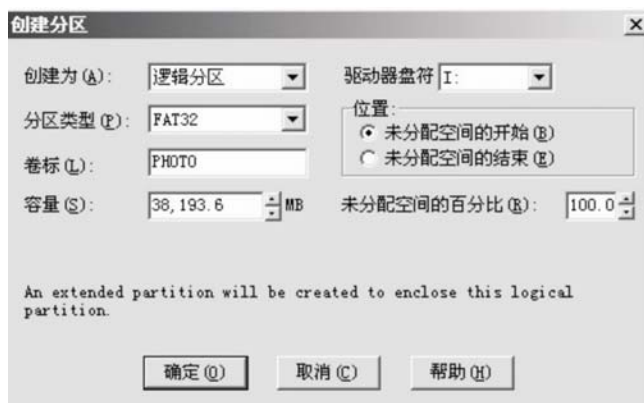 创建分区
创建为(A): 逻辑分区 驱动器盘符 I:
分区类型(P): FAT32 位置:
未分配空间的开始(B)
卷标(L): PHOTO 未分配空间的结束(E)
容量(S): 38,193.6 MB 未分配空间的百分比(R): 100.0
An extended partition will be created to enclose this logical
partition.
确定(O) 取消(C) 帮助(H)